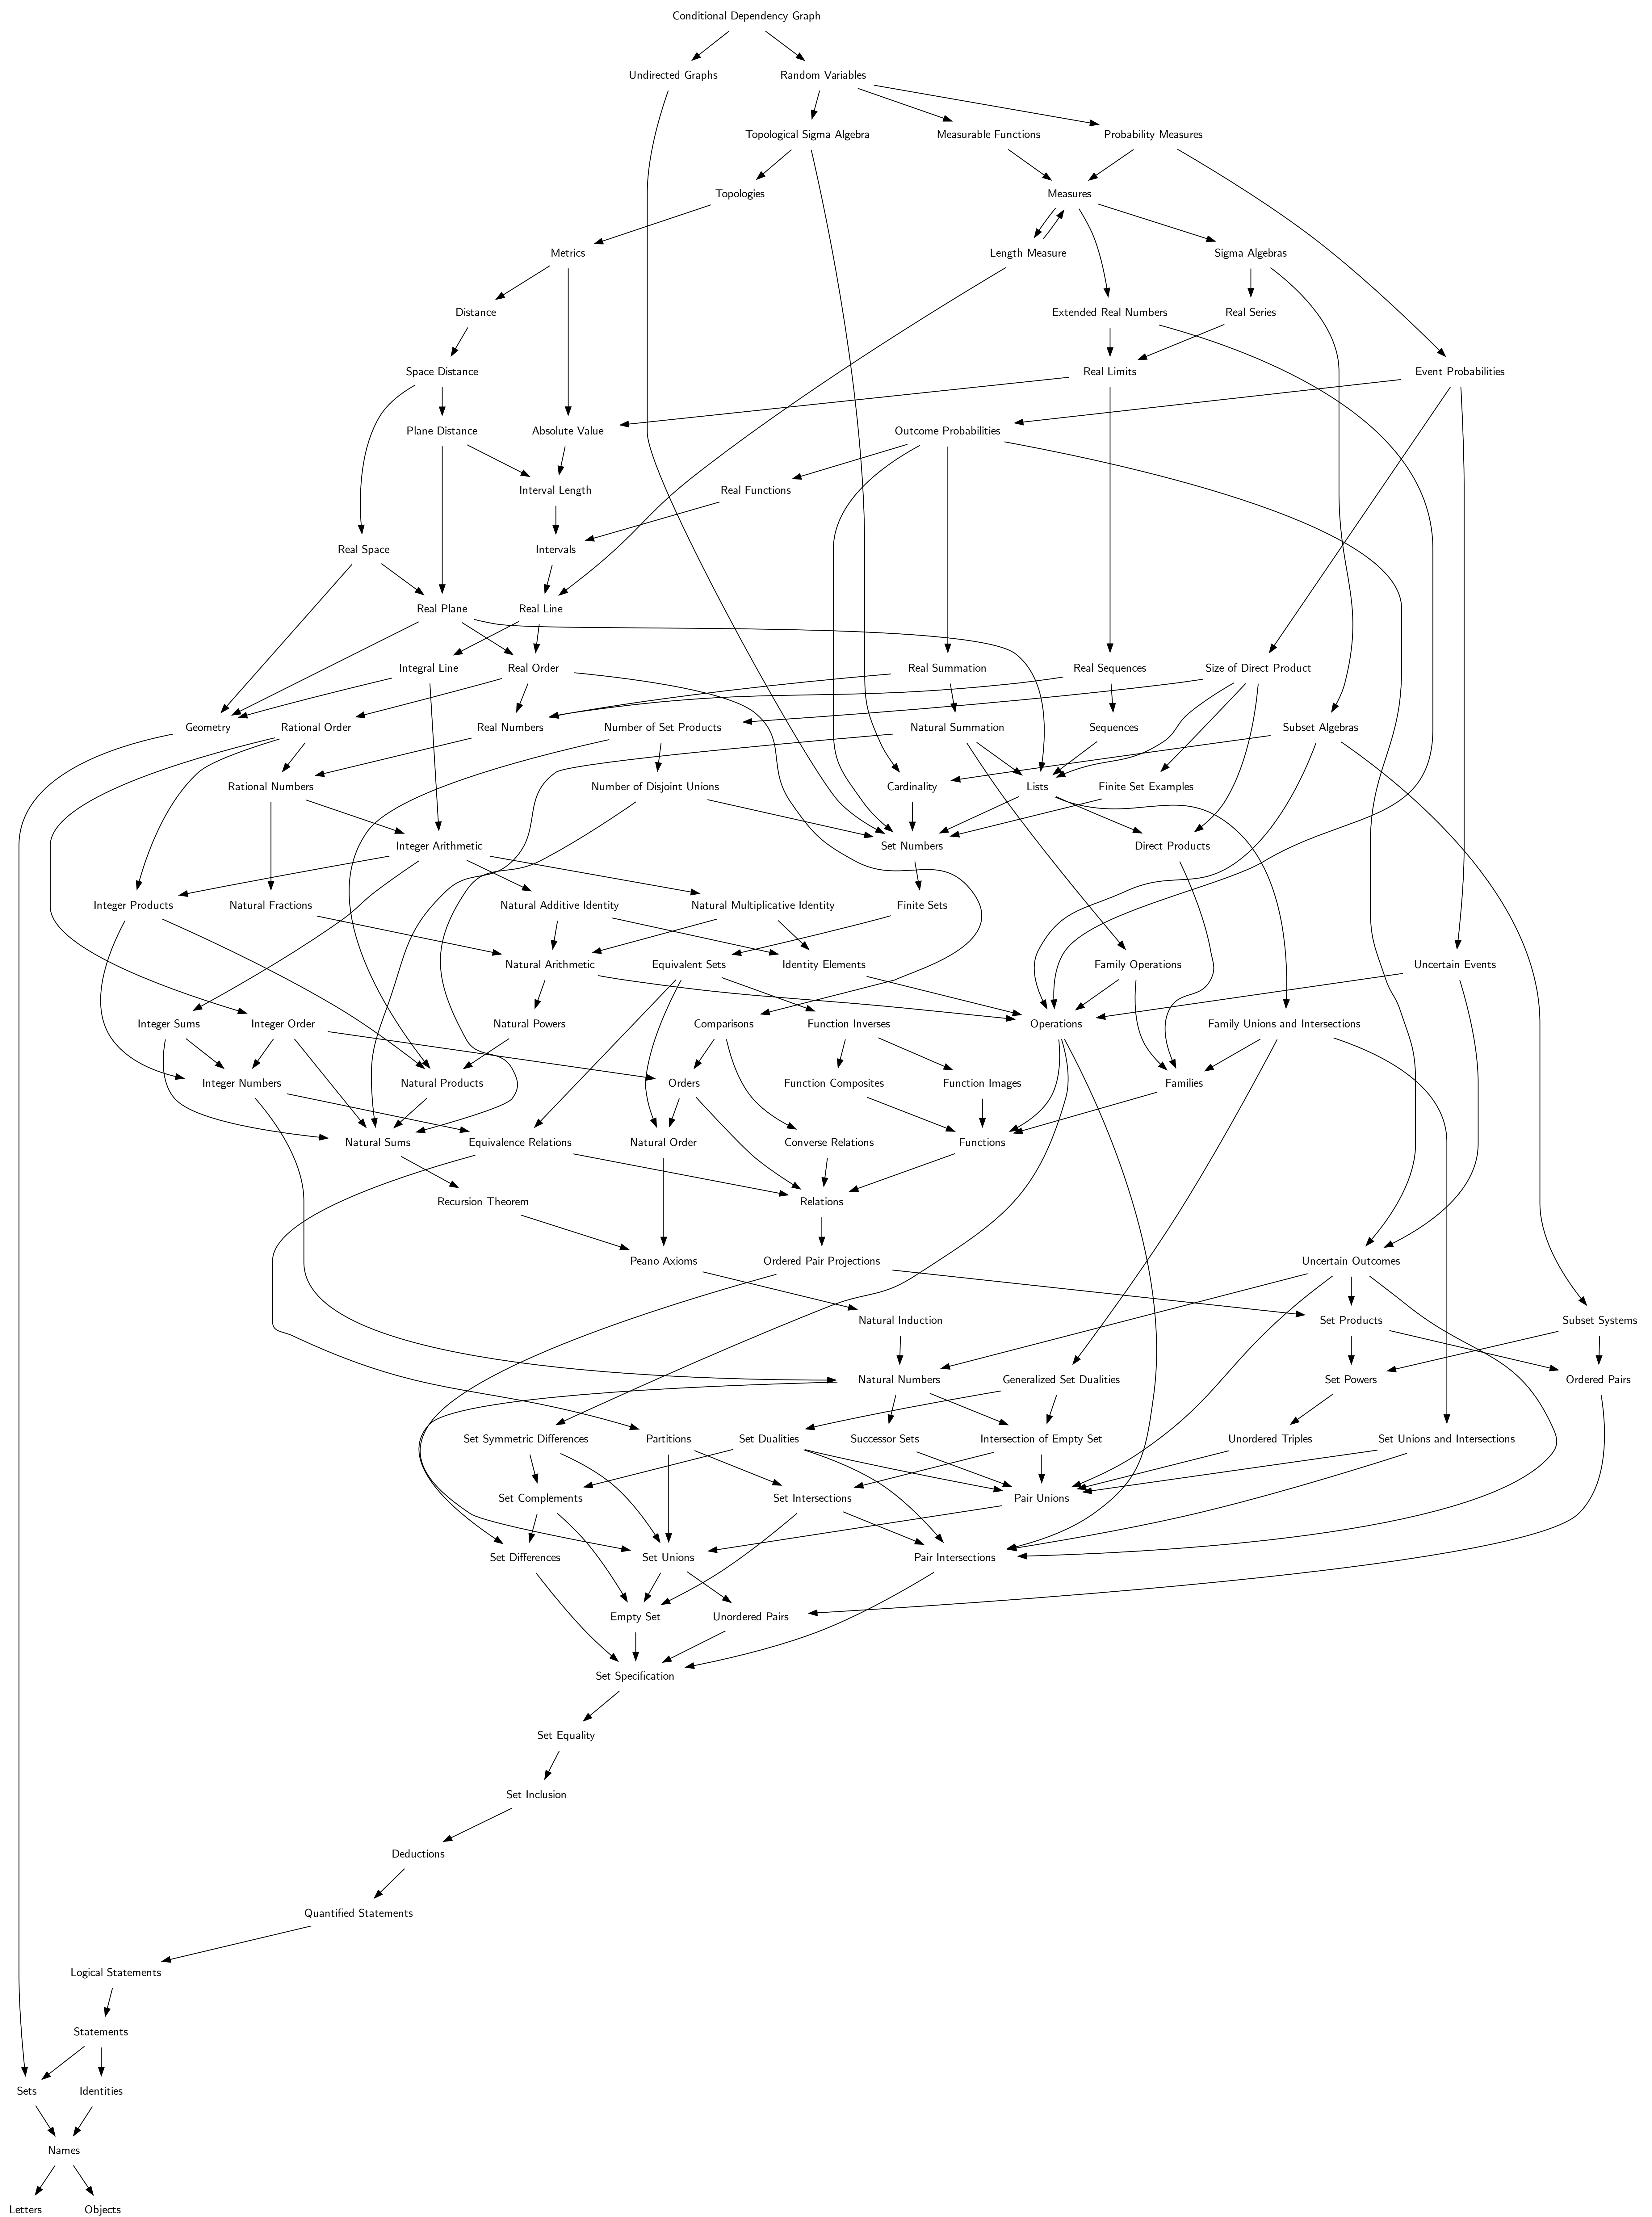 Conditional Dependency Graph
Undirected Graphs
Random Variables
Topological Sigma Algebra
Measurable Functions
Probability Measures
Topologies
Measures
Metrics
Length Measure
Sigma Algebras
Distance
Extended Real Numbers
Real Series
Space Distance
Real Limits
Event Probabilities
Plane Distance
Absolute Value
Outcome Probabilities
Interval Length
Real Functions
Real Space
Intervals
Real Plane
Real Line
Integral Line
Real Order
Real Summation
Real Sequences
Size of Direct Product
Geometry
Rational Order
Real Numbers
Number of Set Products
Natural Summation
Sequences
Subset Algebras
Rational Numbers
Number of Disjoint Unions
Cardinality
Lists
Finite Set Examples
Integer Arithmetic
Set Numbers
Direct Products
Integer Products
Natural Fractions
Natural Additive Identity
Natural Multiplicative Identity
Finite Sets
Natural Arithmetic
Equivalent Sets
Identity Elements
Family Operations
Uncertain Events
Integer Sums
Integer Order
Natural Powers
Comparisons
Function Inverses
Operations
Family Unions and Intersections
Integer Numbers
Natural Products
Orders
Function Composites
Function Images
Families
Natural Sums
Equivalence Relations
Natural Order
Converse Relations
Functions
Recursion Theorem
Relations
Peano Axioms
Ordered Pair Projections
Uncertain Outcomes
Natural Induction
Set Products
Subset Systems
Natural Numbers
Generalized Set Dualities
Set Powers
Ordered Pairs
Set Symmetric Differences
Partitions
Set Dualities
Successor Sets
Intersection of Empty Set
Unordered Triples
Set Unions and Intersections
Set Complements
Set Intersections
Pair Unions
Set Differences
Set Unions
Pair Intersections
Empty Set
Unordered Pairs
Set Specification
Set Equality
Set Inclusion
Deductions
Quantified Statements
Logical Statements
Statements
Sets
Identities
Names
Letters
Objects